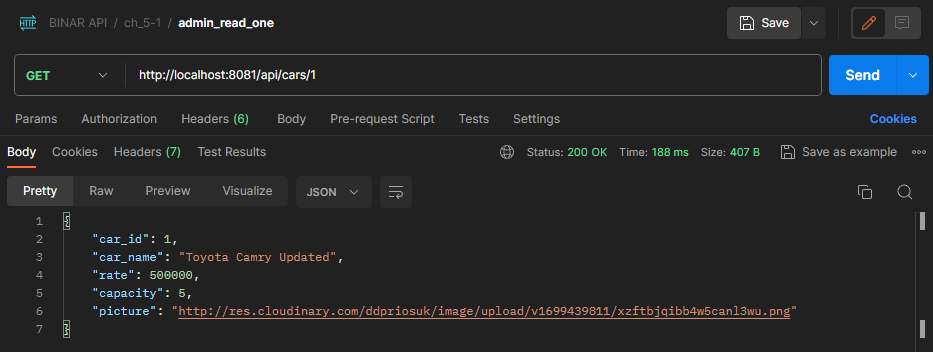 HTTP BINAR API / ch_5-1 / admin_read_one Save
GET http://localhost:8081/api/cars/1 Send
Params Authorization Headers (6) Body Pre-request Script Tests Settings Cookies
Body Cookies Headers (7) Test Results Status: 200 OK Time: 188 ms Size: 407 B Save as example
Pretty Raw Preview Visualize JSON
1 {
2 "car_id": 1,
3 "car_name": "Toyota Camry Updated",
4 "rate": 500000,
5 "capacity": 5,
6 "picture": "http://res.cloudinary.com/ddpriosuk/image/upload/v1699439811/xzftbjqibb4w5canl3wu.png"
7 }